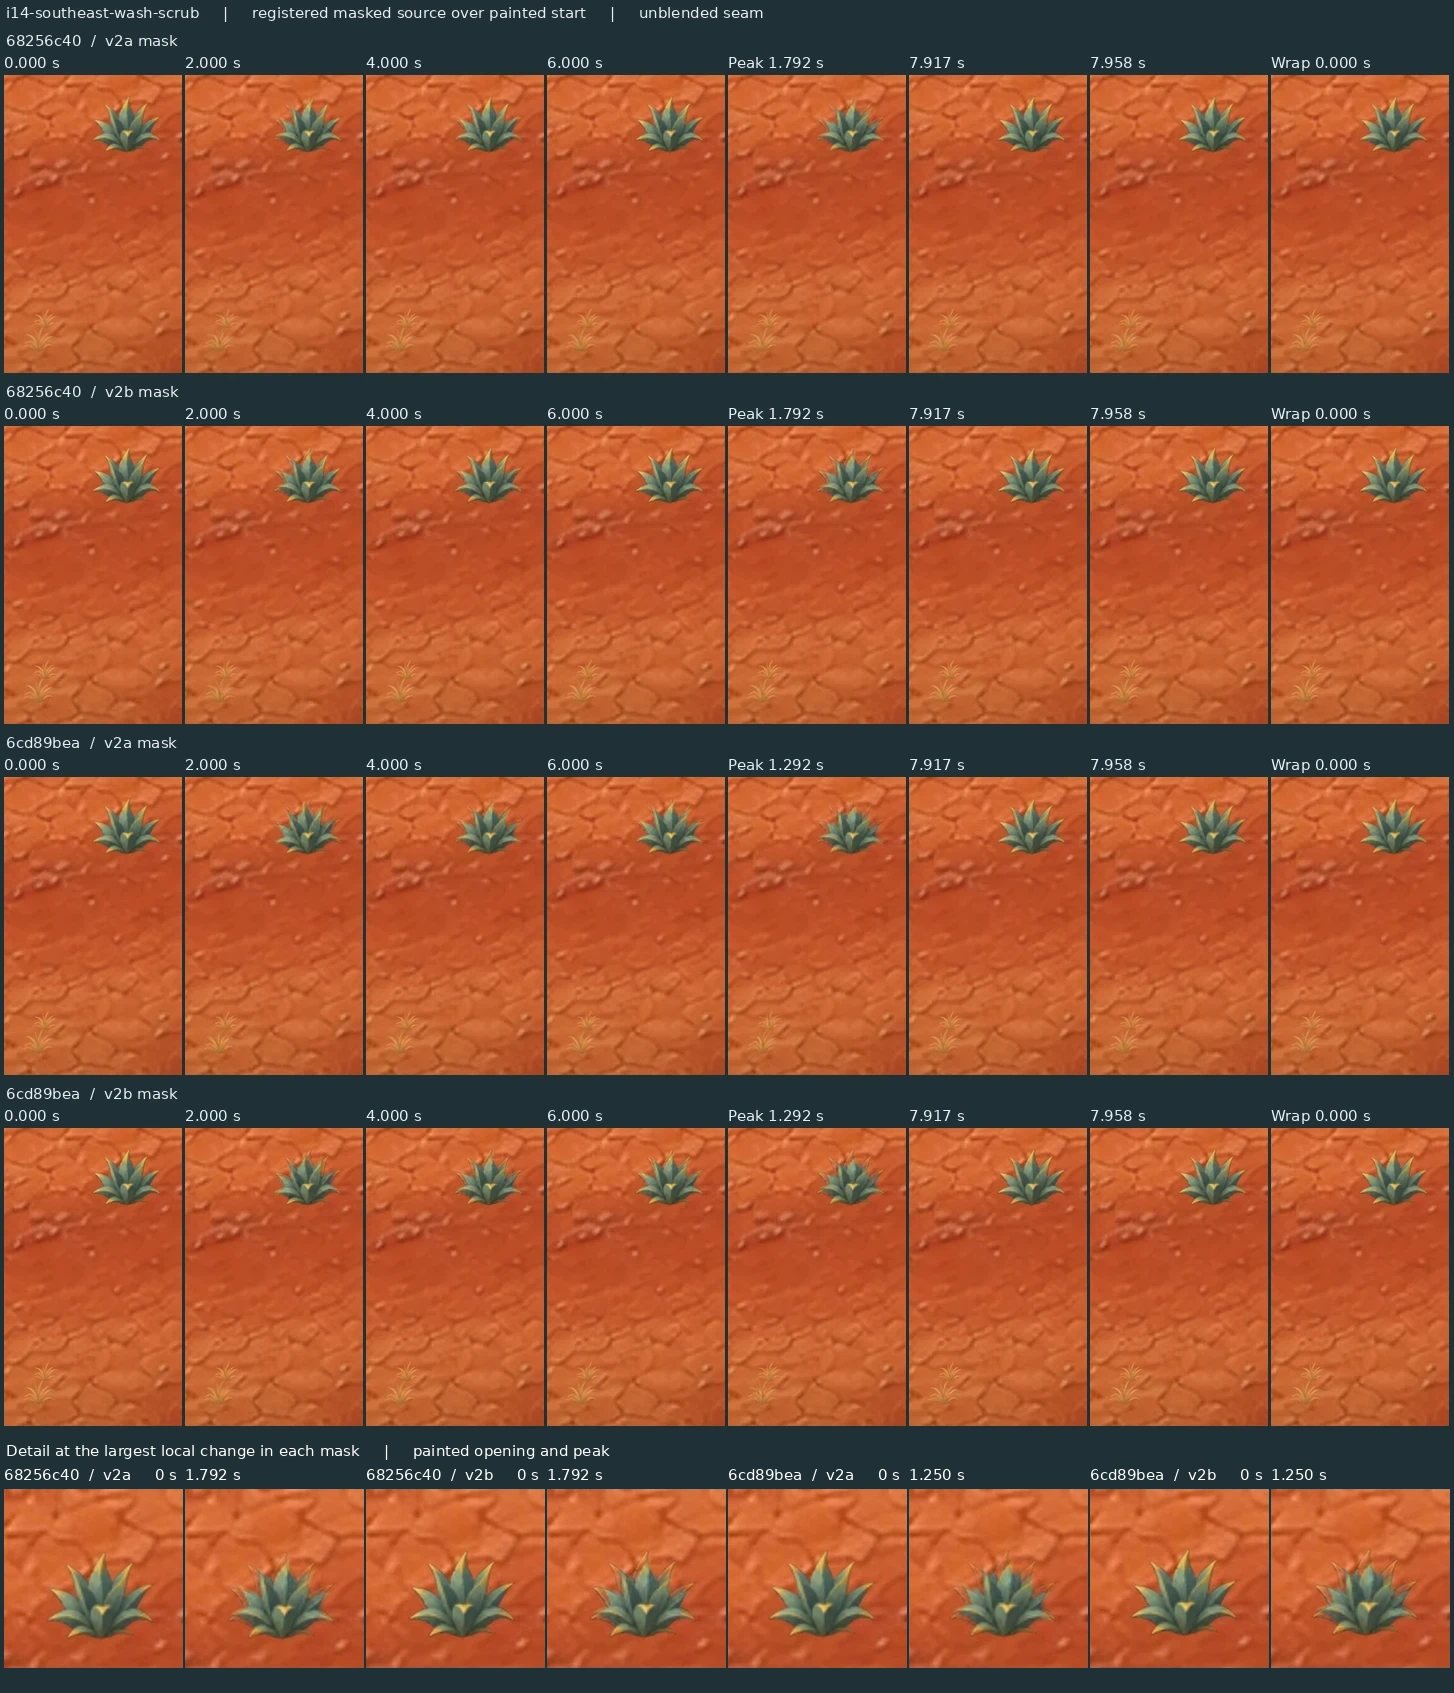 i14-southeast-wash-scrub | registered masked source over painted start | unblended seam
68256c40 / v2a mask
0.000 s 2.000 s 4.000 s 6.000 s Peak 1.792 s 7.917 s 7.958 s Wrap 0.000 s
68256c40 / v2b mask
0.000 s 2.000 s 4.000 s 6.000 s Peak 1.792 s 7.917 s 7.958 s Wrap 0.000 s
6cd89bea / v2a mask
0.000 s 2.000 s 4.000 s 6.000 s Peak 1.292 s 7.917 s 7.958 s Wrap 0.000 s
6cd89bea / v2b mask
0.000 s 2.000 s 4.000 s 6.000 s Peak 1.292 s 7.917 s 7.958 s Wrap 0.000 s
Detail at the largest local change in each mask | painted opening and peak
68256c40 / v2a 0 s 1.792 s 68256c40 / v2b 0 s 1.792 s 6cd89bea / v2a 0 s 1.250 s 6cd89bea / v2b 0 s 1.250 s